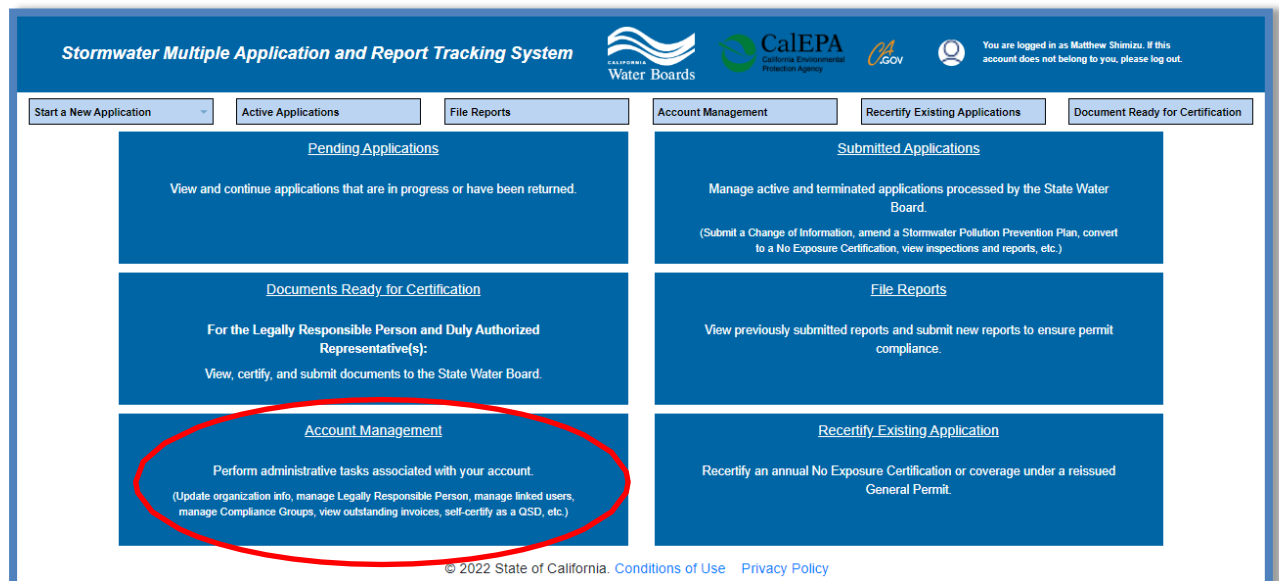 Stormwater Multiple Application and Report Tracking System
CALIFORNIA
Water Boards
CalEPA
California Environmental
Protection Agency
CA
.GOV
You are logged in as Matthew Shimizu. If this
account does not belong to you, please log out.
Start a New Application
Active Applications
File Reports
Account Management
Recertify Existing Applications
Document Ready for Certification
Pending Applications
View and continue applications that are in progress or have been returned.
Submitted Applications
Manage active and terminated applications processed by the State Water
Board.
(Submit a Change of Information, amend a Stormwater Pollution Prevention Plan, convert
to a No Exposure Certification, view inspections and reports, etc.)
Documents Ready for Certification
For the Legally Responsible Person and Duly Authorized
Representative(s):
View, certify, and submit documents to the State Water Board.
File Reports
View previously submitted reports and submit new reports to ensure permit
compliance.
Account Management
Perform administrative tasks associated with your account.
(Update organization info, manage Legally Responsible Person, manage linked users,
manage Compliance Groups, view outstanding invoices, self-certify as a QSD, etc.)
Recertify Existing Application
Recertify an annual No Exposure Certification or coverage under a reissued
General Permit.
© 2022 State of California. Conditions of Use Privacy Policy